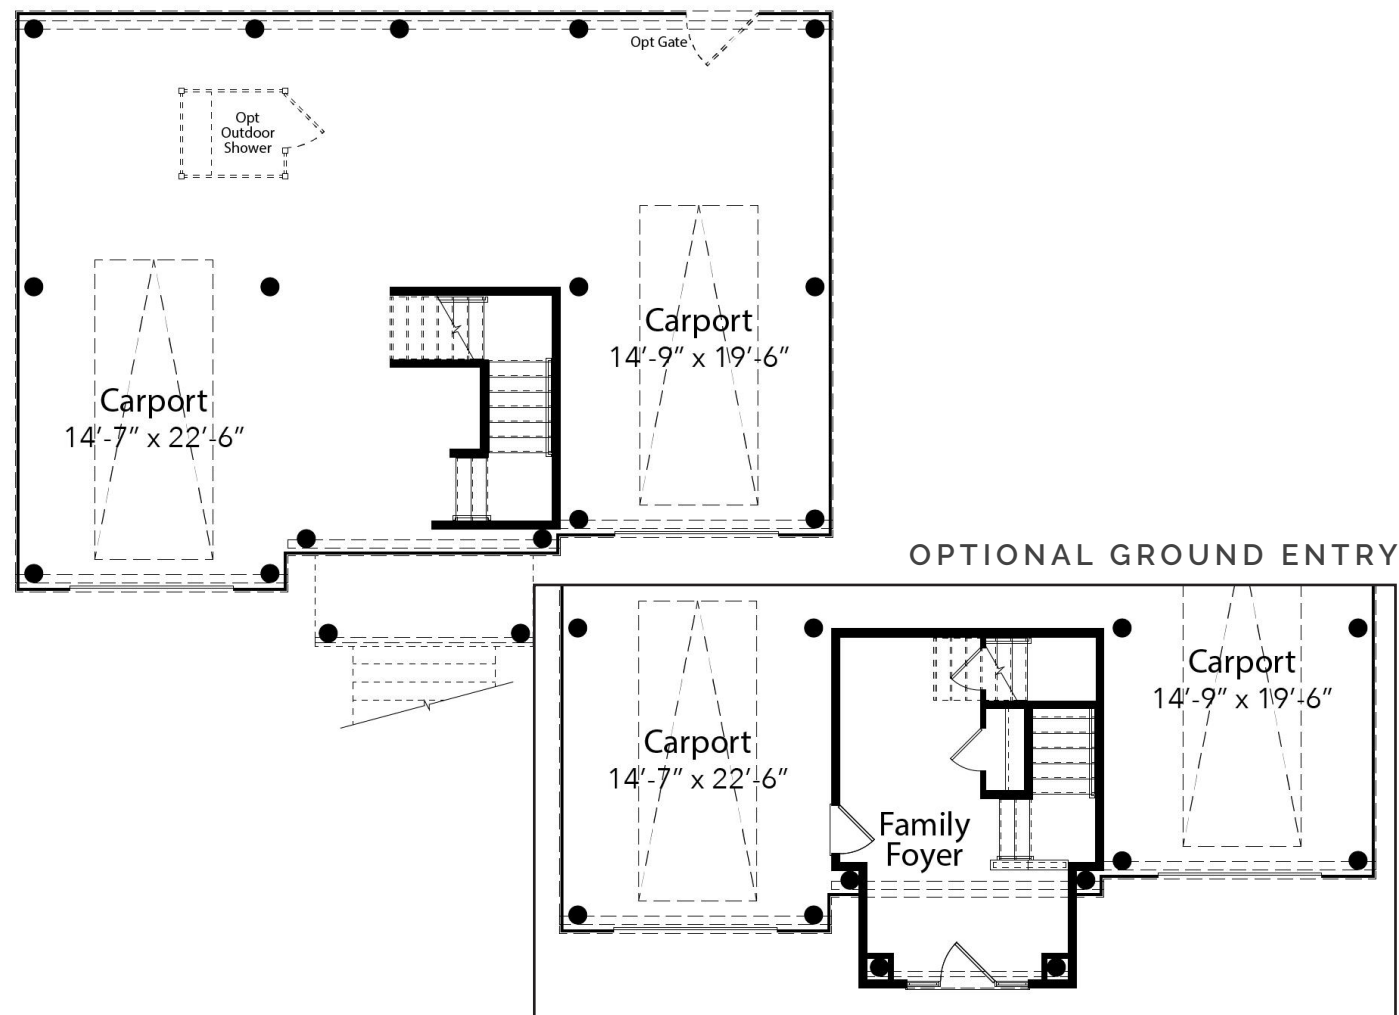 Opt Gate
Opt
Outdoor
Shower
Carport
14’-9” x 19’-6”
Carport
14’-7” x 22’-6”
OPTIONAL GROUND ENTRY
Carport
14’-9” x 19’-6”
Carport
14’-7” x 22’-6”
Family
Foyer